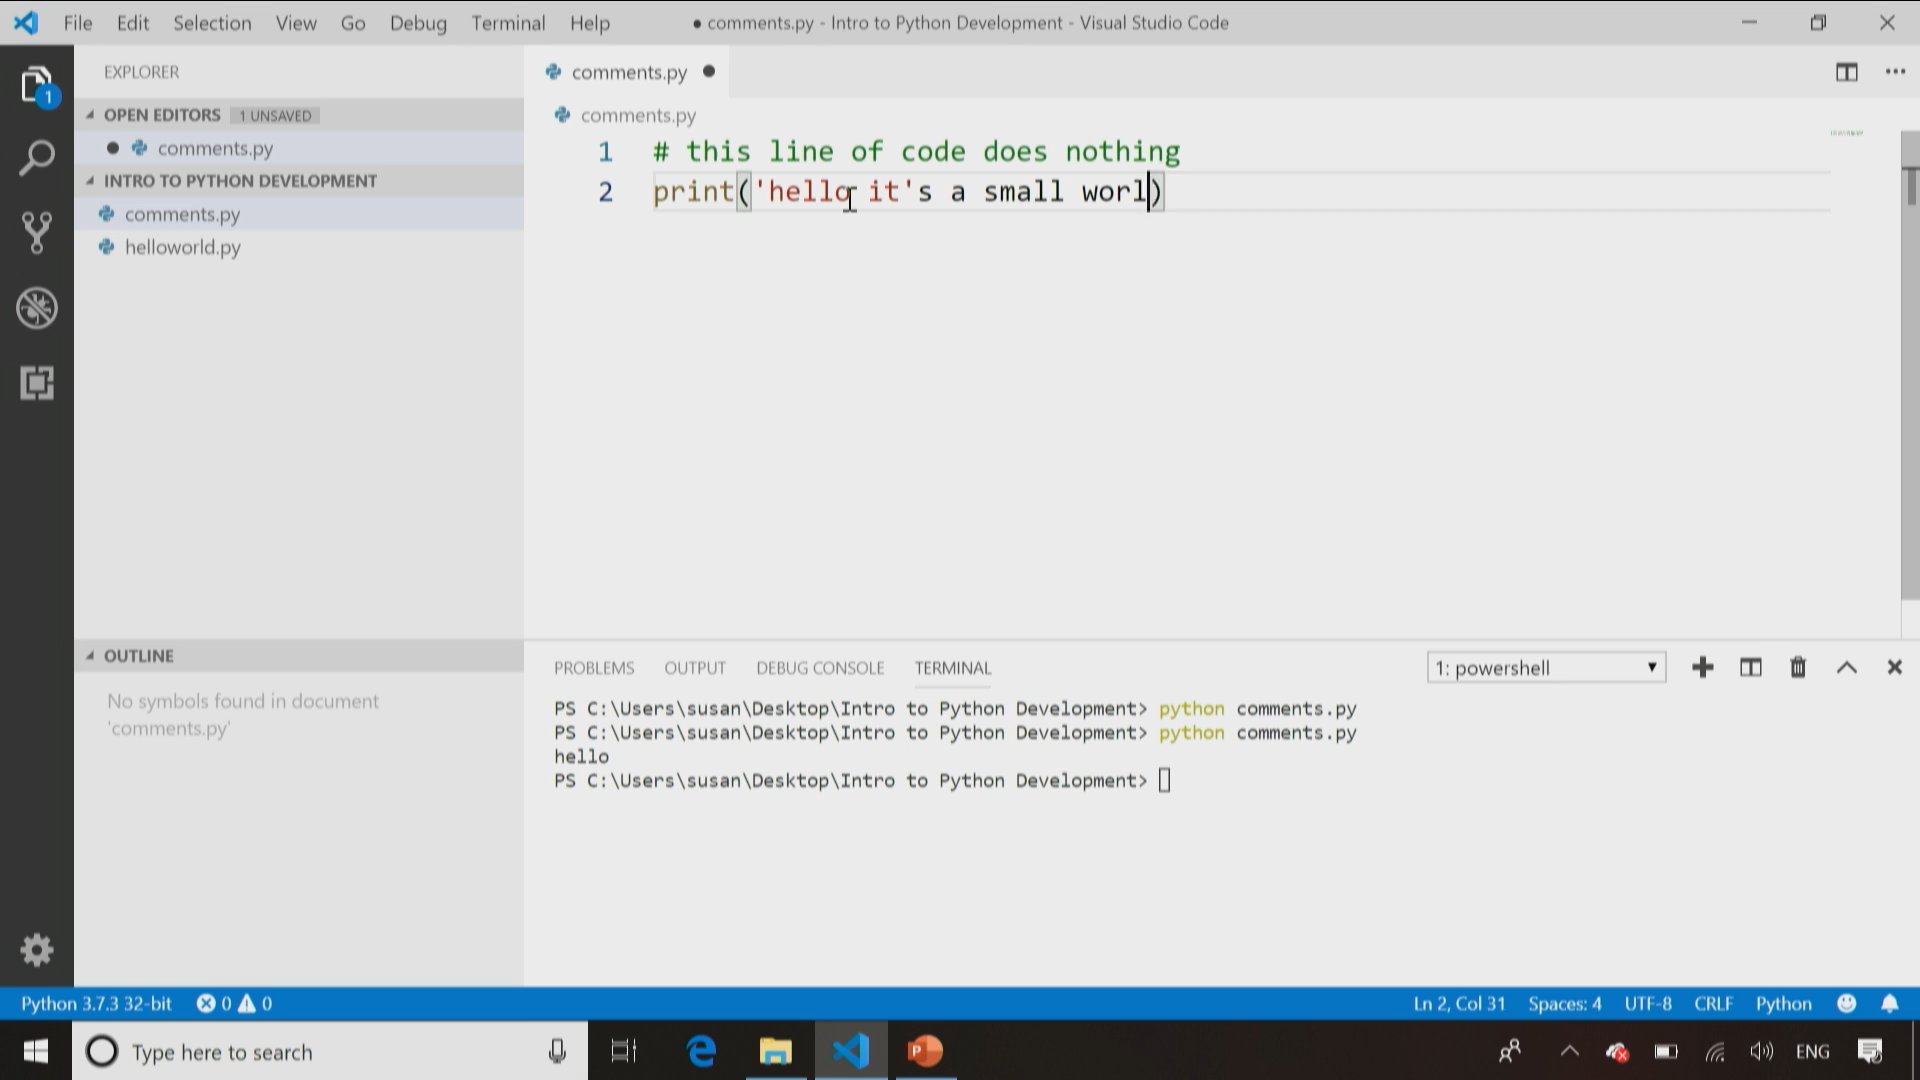 File Edit Selection View Go Debug Terminal Help
● comments.py - Intro to Python Development - Visual Studio Code
EXPLORER
OPEN EDITORS 1 UNSAVED
comments.py
INTRO TO PYTHON DEVELOPMENT
comments.py
helloworld.py
OUTLINE
No symbols found in document
'comments.py'
1
comments.py
comments.py
1 # this line of code does nothing
2 print('hello it's a small worl)
PROBLEMS OUTPUT DEBUG CONSOLE TERMINAL
1: powershell
PS C:\Users\susan\Desktop\Intro to Python Development> python comments.py
PS C:\Users\susan\Desktop\Intro to Python Development> python comments.py
hello
PS C:\Users\susan\Desktop\Intro to Python Development>
Python 3.7.3 32-bit 0 0
Ln 2, Col 31 Spaces: 4 UTF-8 CRLF Python
Type here to search
P
ENG